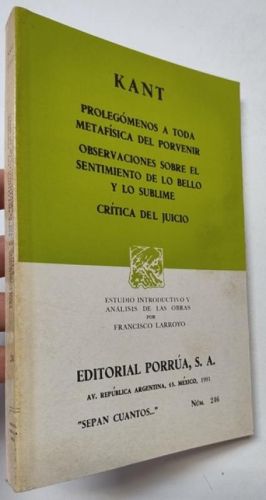 KANT
PROLEGÓMENOS A TODA
METAFÍSICA DEL PORVENIR
OBSERVACIONES SOBRE EL
SENTIMIENTO DE LO BELLO
Y LO SUBLIME
CRÍTICA DEL JUICIO
ESTUDIO INTRODUCTIVO Y
ANÁLISIS DE LAS OBRAS
POR
FRANCISCO LARROYO
EDITORIAL PORRÚA, S. A.
AV. REPÚBLICA ARGENTINA, 15, MÉXICO, 1991
"SEPAN CUANTOS..." NÚM. 246